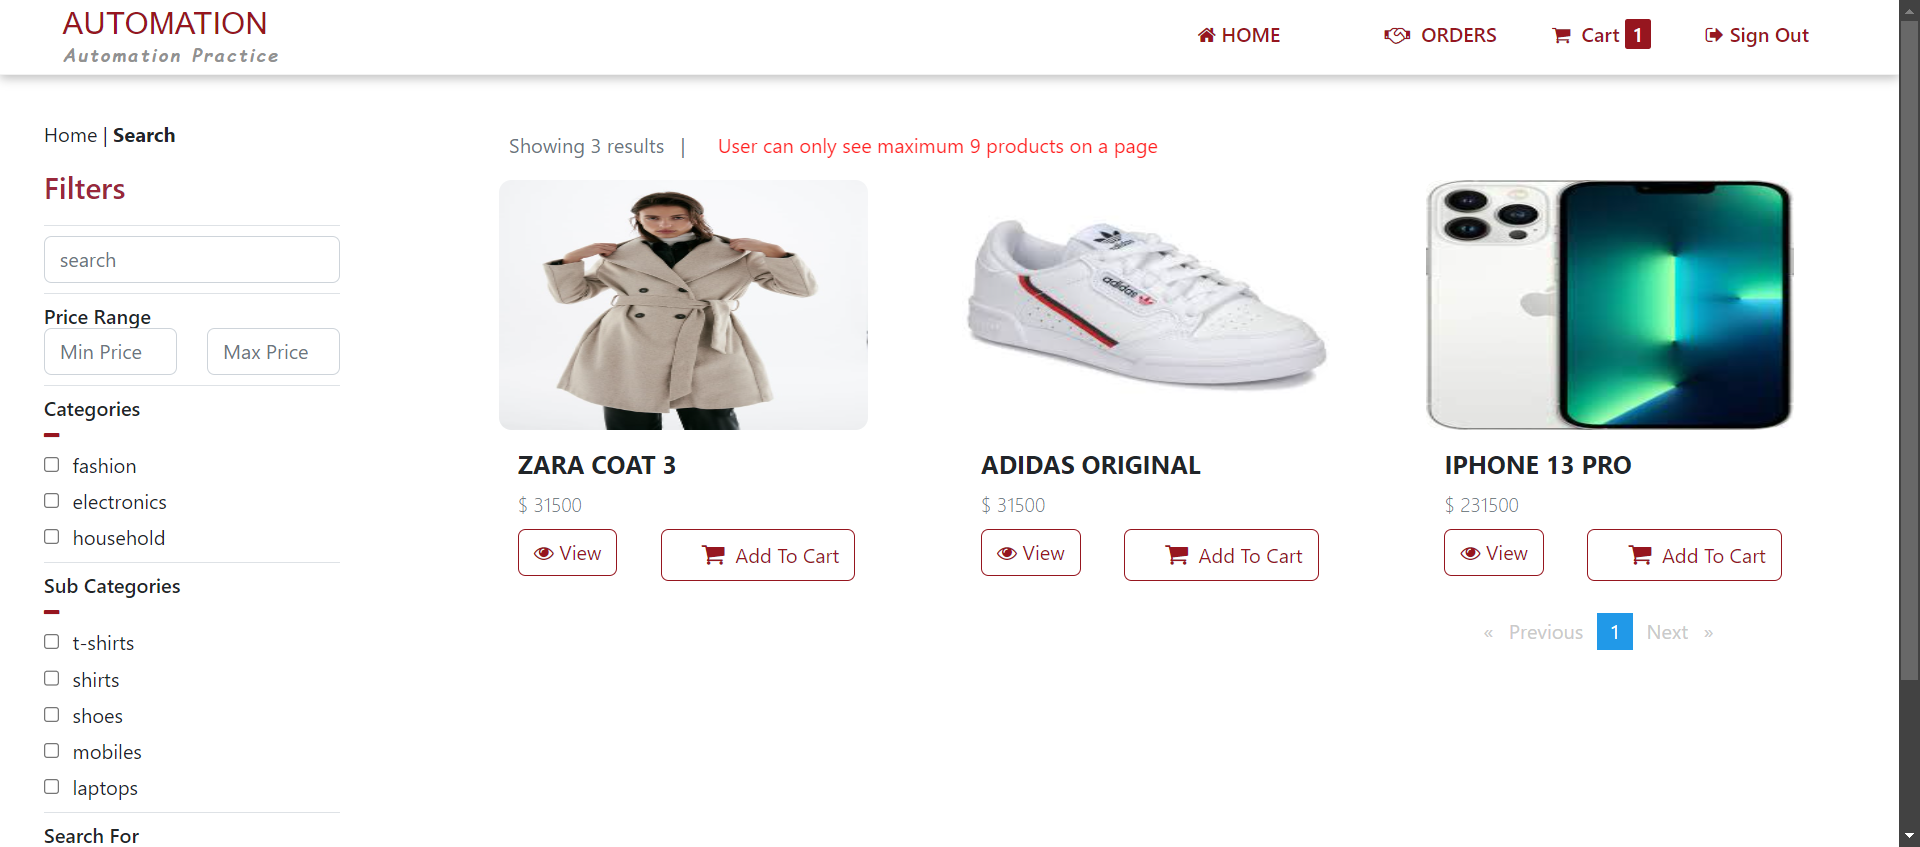 AUTOMATION
Automation Practice
HOME
ORDERS
Cart 1
Sign Out
Home | Search
Filters
search
Price Range
Min Price
Max Price
Categories
fashion
electronics
household
Sub Categories
t-shirts
shirts
shoes
mobiles
laptops
Search For
Showing 3 results |
User can only see maximum 9 products on a page
adidas
adidas
ZARA COAT 3
$ 31500
View
Add To Cart
ADIDAS ORIGINAL
$ 31500
View
Add To Cart
IPHONE 13 PRO
$ 231500
View
Add To Cart
« Previous 1 Next »